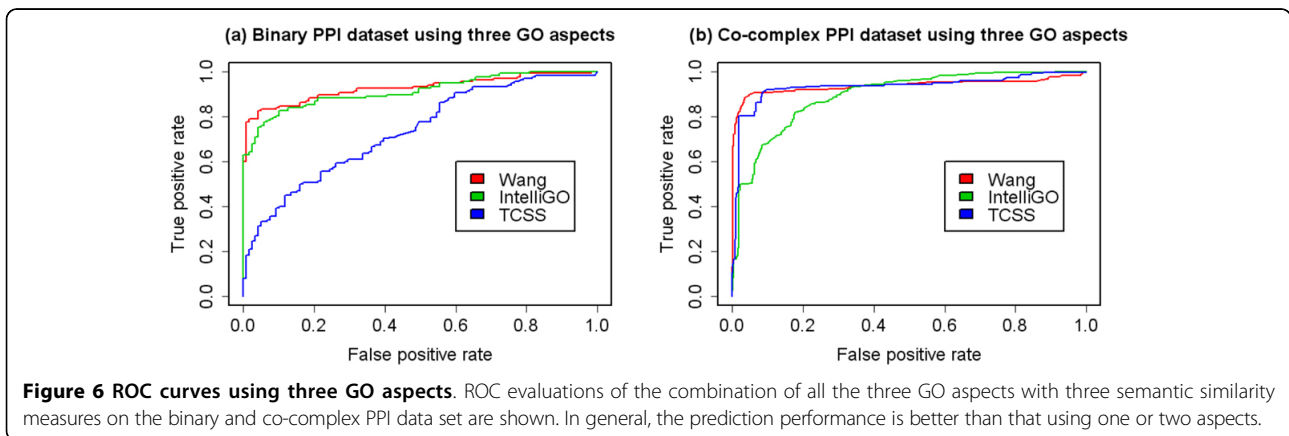 (a) Binary PPI dataset using three GO aspects
True positive rate
1.0
0.8
0.6
0.4
0.2
0.0
Wang
IntelliGO
TCSS
0.0 0.2 0.4 0.6 0.8 1.0
False positive rate
(b) Co-complex PPI dataset using three GO aspects
True positive rate
1.0
0.8
0.6
0.4
0.2
0.0
Wang
IntelliGO
TCSS
0.0 0.2 0.4 0.6 0.8 1.0
False positive rate
Figure 6 ROC curves using three GO aspects. ROC evaluations of the combination of all the three GO aspects with three semantic similarity
measures on the binary and co-complex PPI data set are shown. In general, the prediction performance is better than that using one or two aspects.